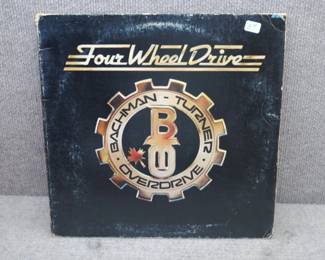 Four Wheel Drive
BACHMAN - TURNER
B
OVERDRIVE